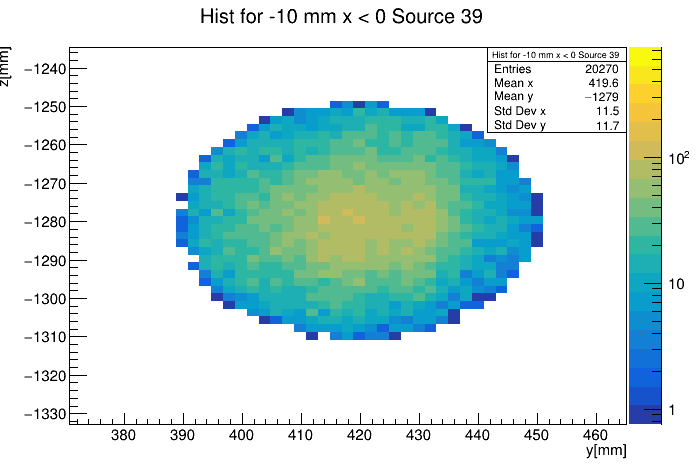 Hist for -10 mm x < 0 Source 39
z[mm]
−1240
−1250
−1260
−1270
−1280
−1290
−1300
−1310
−1320
−1330
Hist for -10 mm x < 0 Source 39
Entries 20270
Mean x 419.6
Mean y −1279
Std Dev x 11.5
Std Dev y 11.7
10²
10
1
380 390 400 410 420 430 440 450 460
y[mm]